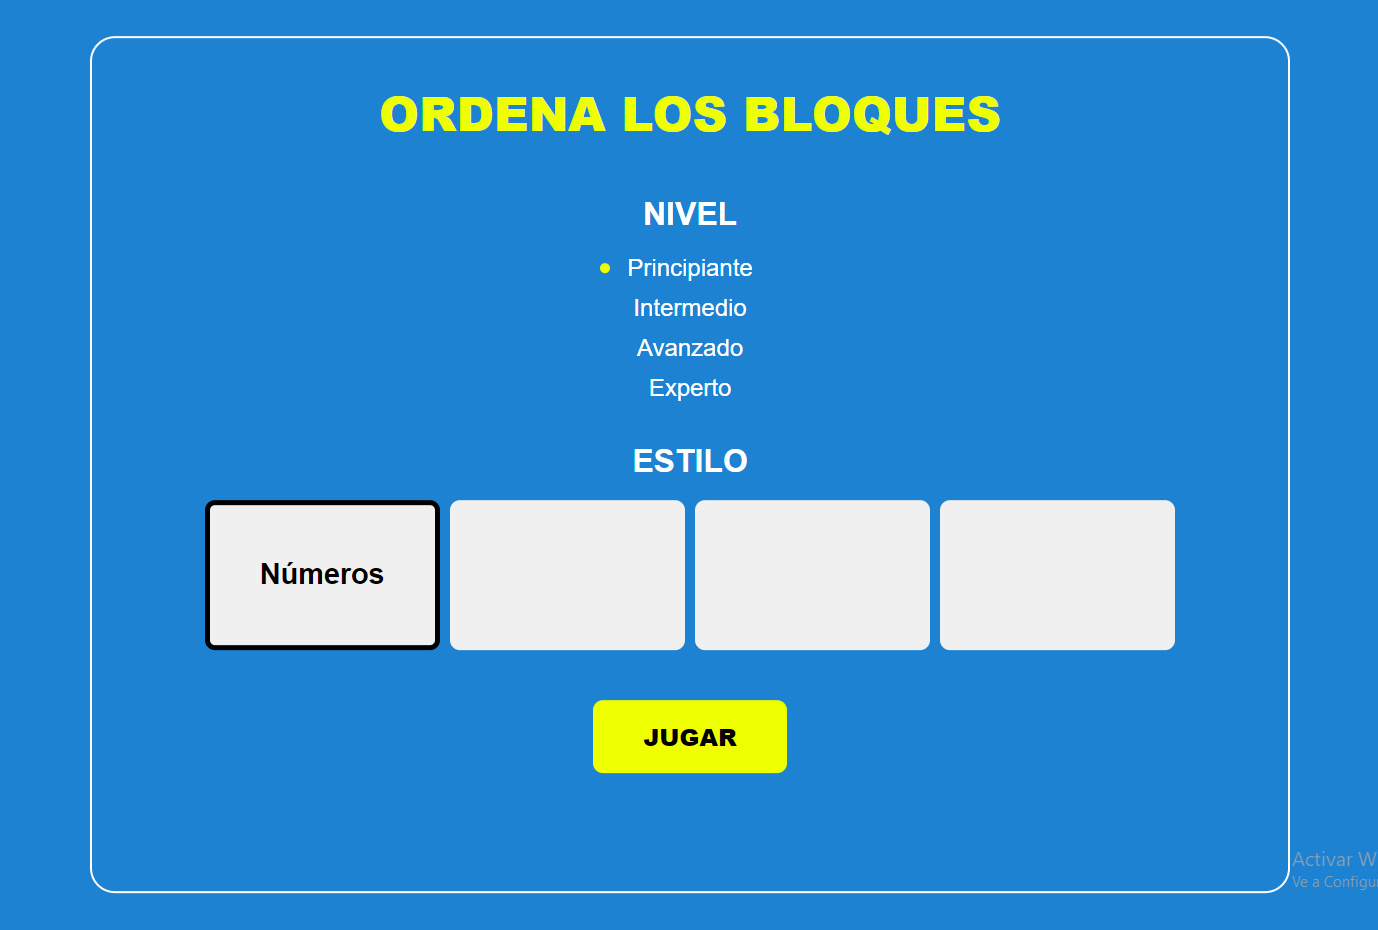 ORDENA LOS BLOQUES
NIVEL
Principiante
Intermedio
Avanzado
Experto
ESTILO
Números
JUGAR
Activar W
Ve a Configu